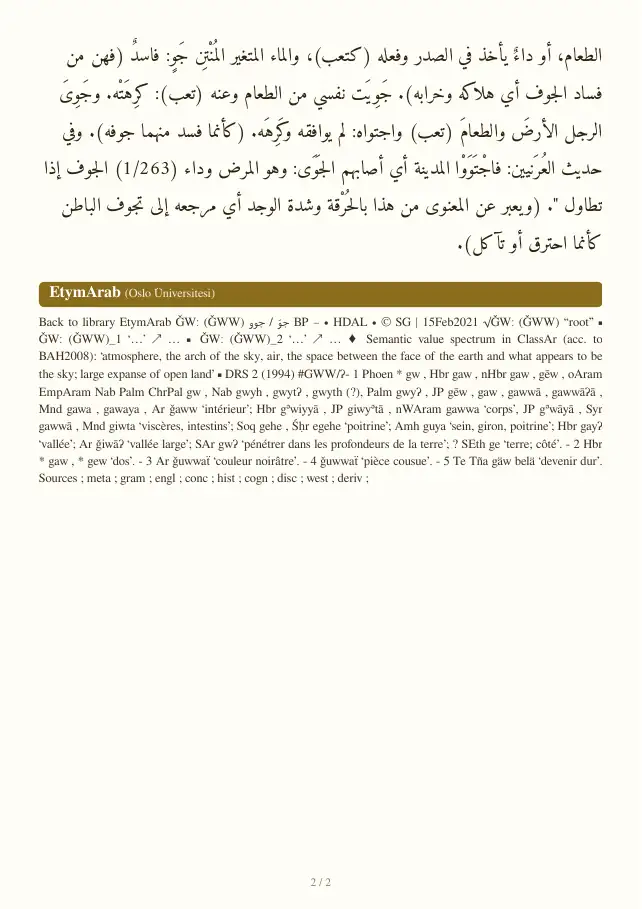 الطعام، أو داءٌ يأخذ في الصدر وفعله (كتعب)، والماء المتغير المُنْتِن جَوٍ: فاسدٌ (فهن من
فساد الجوف أي هلاكه وخرابه). جَوِيَت نفسي من الطعام وعنه (تعب): كرِهَتْه. وجَوِىَ
الرجل الأرضَ والطعامَ (تعب) واجتواه: لم يوافقه وكَرِهَه. (كأنما فسد منهما جوفه). وفي
حديث العُرَنيين: فاجْتَوَوْا المدينة أي أصابهم الجَوَى: وهو المرض وداء (1/263) الجوف إذا
تطاول ". (ويعبر عن المعنوى من هذا بالحُرْقة وشدة الوجد أي مرجعه إلى تجوف الباطن
كأنما احترق أو تآكل).
EtymArab (Oslo Üniversitesi)
Back to library EtymArab ǦW: (ǦWW) جوّ / جوو BP – • HDAL • © SG | 15Feb2021 √ǦW: (ǦWW) “root” ▪
ǦW: (ǦWW)_1 ‘…’ ↗ … ▪ ǦW: (ǦWW)_2 ‘…’ ↗ … ♦ Semantic value spectrum in ClassAr (acc. to
BAH2008): ‘atmosphere, the arch of the sky, air, the space between the face of the earth and what appears to be
the sky; large expanse of open land’ ▪ DRS 2 (1994) #GWW/ʔ- 1 Phoen * gw , Hbr gaw , nHbr gaw , gēw , oAram
EmpAram Nab Palm ChrPal gw , Nab gwyh , gwytʔ , gwyth (?), Palm gwyʔ , JP gēw , gaw , gawwā , gawwāʔā ,
Mnd gawa , gawaya , Ar ǧaww ‘intérieur’; Hbr gᵊwiyyā , JP giwyᵊtā , nWAram gawwa ‘corps’, JP gᵊwāyā , Syr
gawwā , Mnd giwta ‘viscères, intestins’; Soq gehe , Śḥr egehe ‘poitrine’; Amh guya ‘sein, giron, poitrine’; Hbr gayʔ
‘vallée’; Ar ǧiwāʔ ‘vallée large’; SAr gwʔ ‘pénétrer dans les profondeurs de la terre’; ? SEth ge ‘terre; côté’. - 2 Hbr
* gaw , * gew ‘dos’. - 3 Ar ǧuwwaẗ ‘couleur noirâtre’. - 4 ǧuwwaẗ ‘pièce cousue’. - 5 Te Tña gäw belä ‘devenir dur’.
Sources ; meta ; gram ; engl ; conc ; hist ; cogn ; disc ; west ; deriv ;
2 / 2